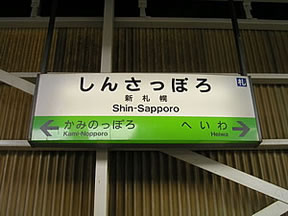 札
しんさっぽろ
新札幌
Shin-Sapporo
かみのっぽろ へいわ
Kami-Nopporo Heiwa